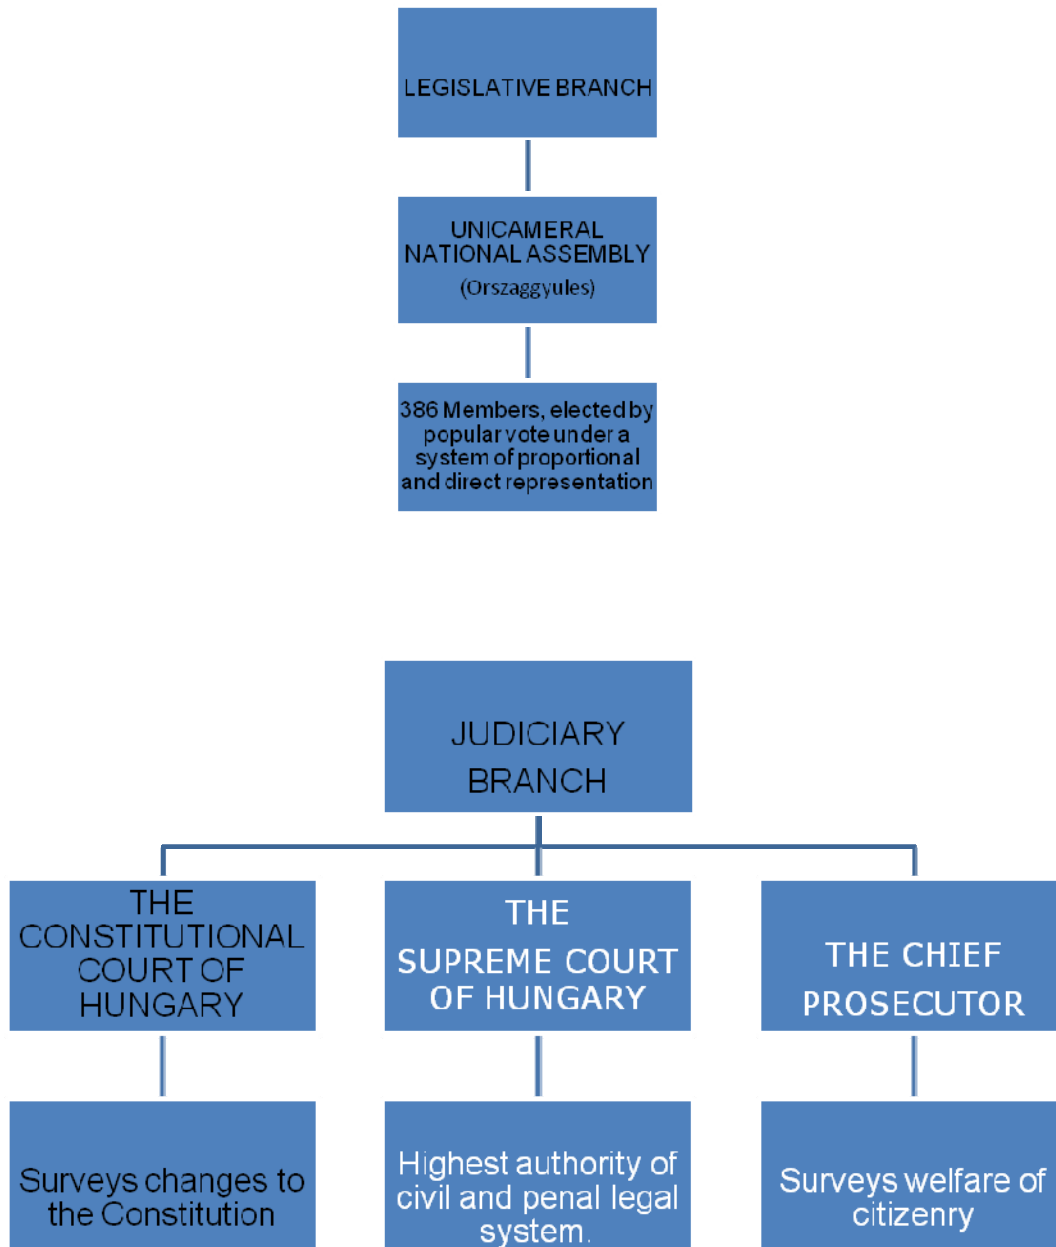 LEGISLATIVE BRANCH
UNICAMERAL
NATIONAL ASSEMBLY
(Orszaggyules)
386 Members, elected by
popular vote under a
system of proportional
and direct representation
JUDICIARY
BRANCH
THE
CONSTITUTIONAL
COURT OF
HUNGARY
THE
SUPREME COURT
OF HUNGARY
THE CHIEF
PROSECUTOR
Surveys changes to
the Constitution
Highest authority of
civil and penal legal
system.
Surveys welfare of
citizenry